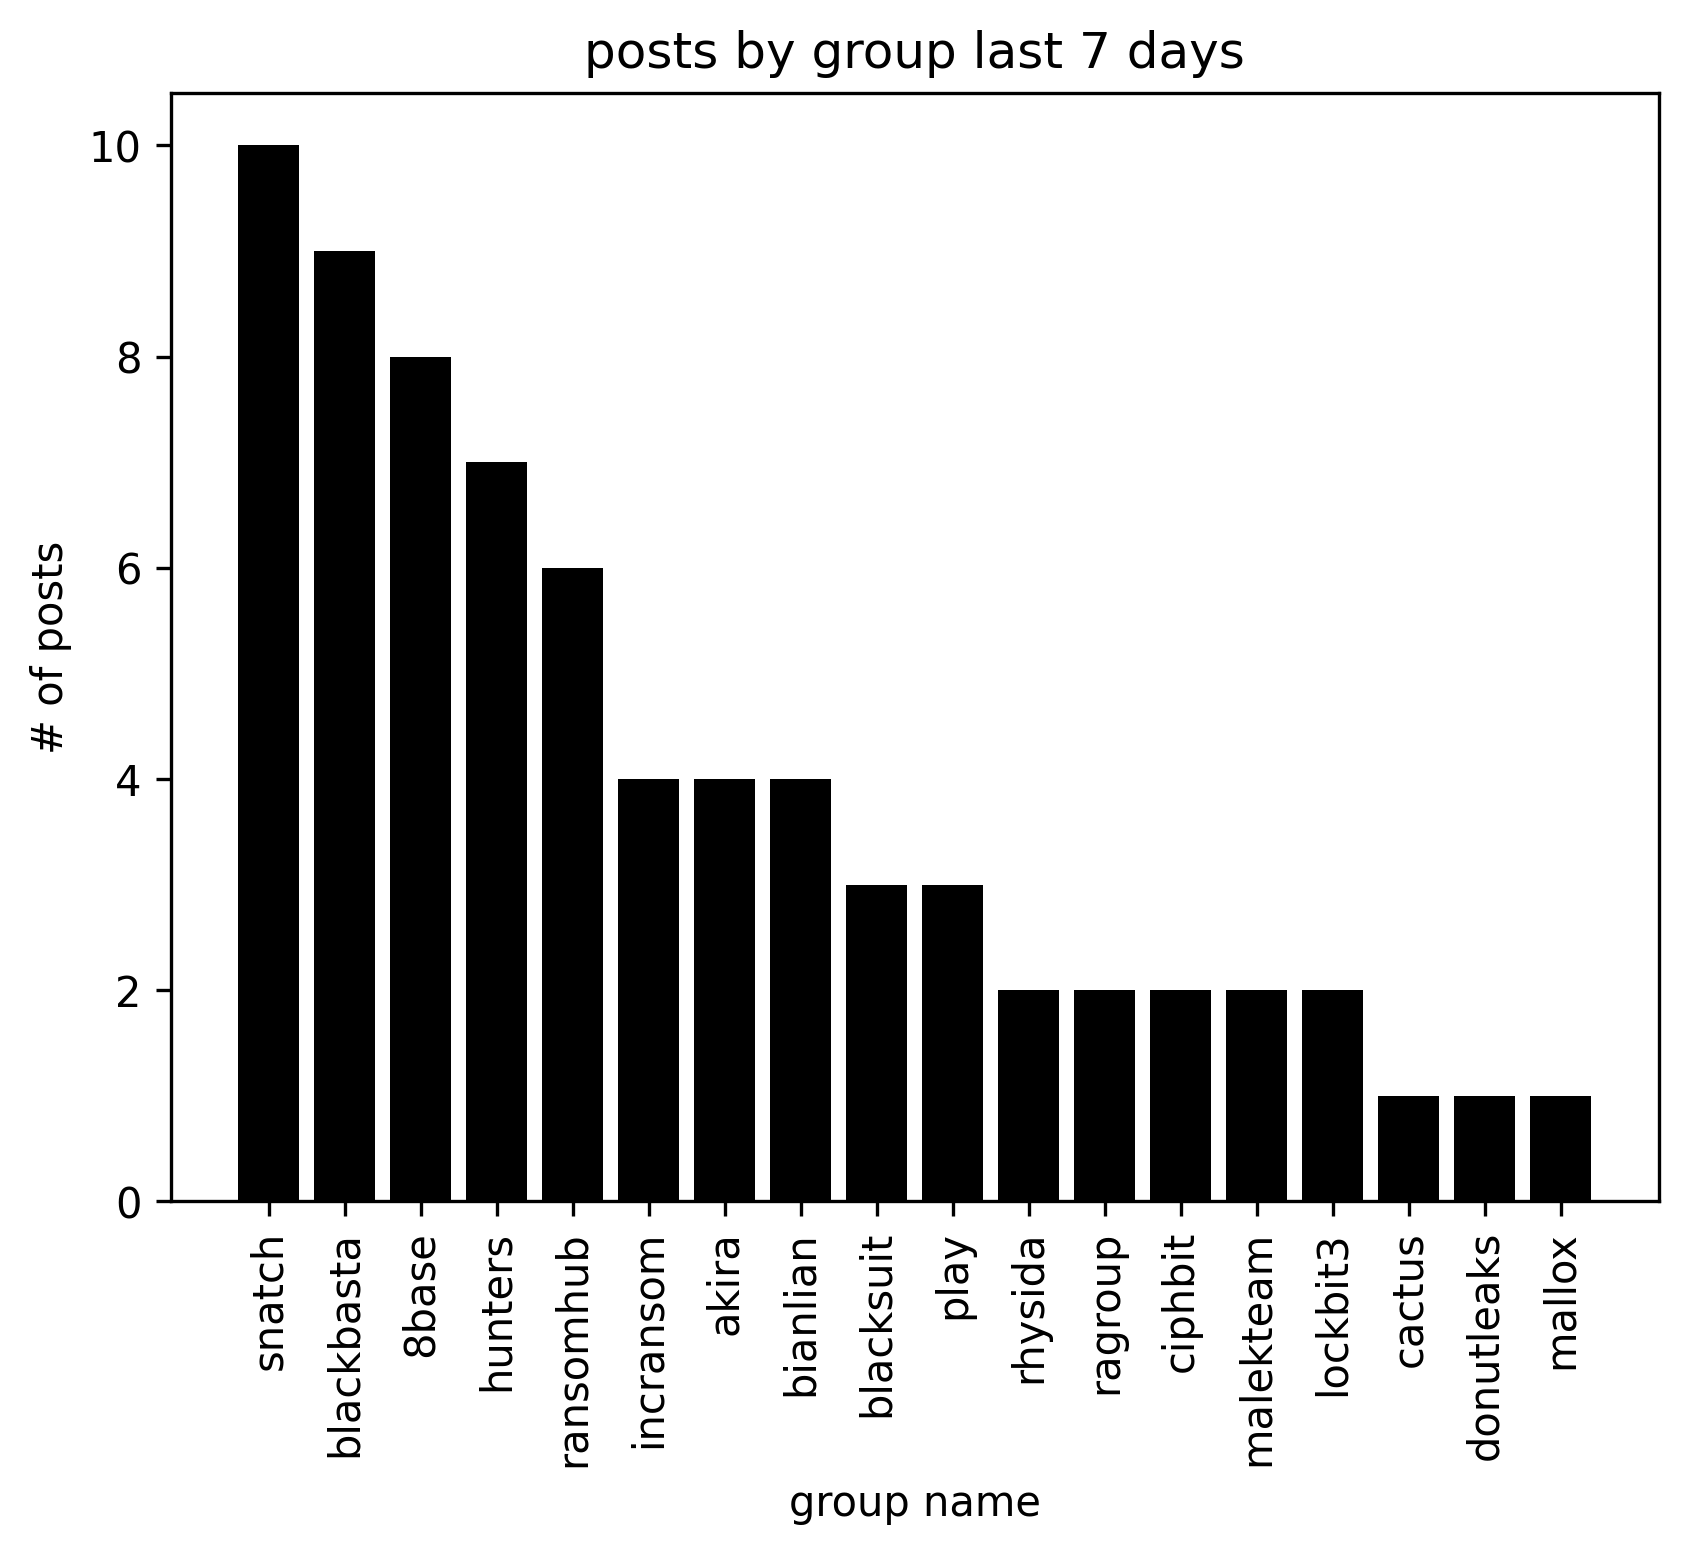 posts by group last 7 days
10
8
6
4
2
0
# of posts
snatch
blackbasta
8base
hunters
ransomhub
incransom
akira
bianlian
blacksuit
play
rhysida
ragroup
ciphbit
malekteam
lockbit3
cactus
donutleaks
mallox
group name